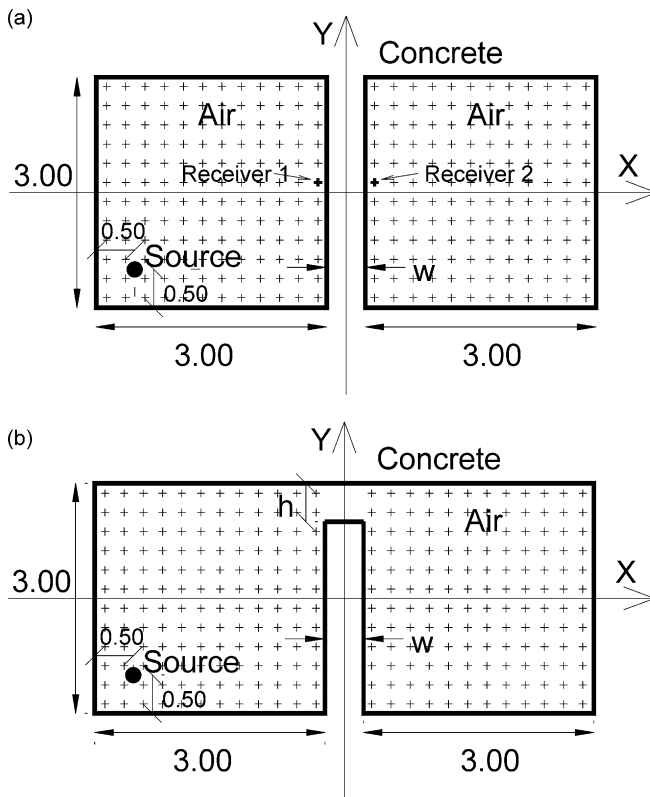 (a)
Y
Concrete
Air
Air
3.00
Receiver 1
Receiver 2
X
0.50
Source
w
0.50
3.00
3.00
(b)
Y
Concrete
h
Air
3.00
X
0.50
Source
w
0.50
3.00
3.00